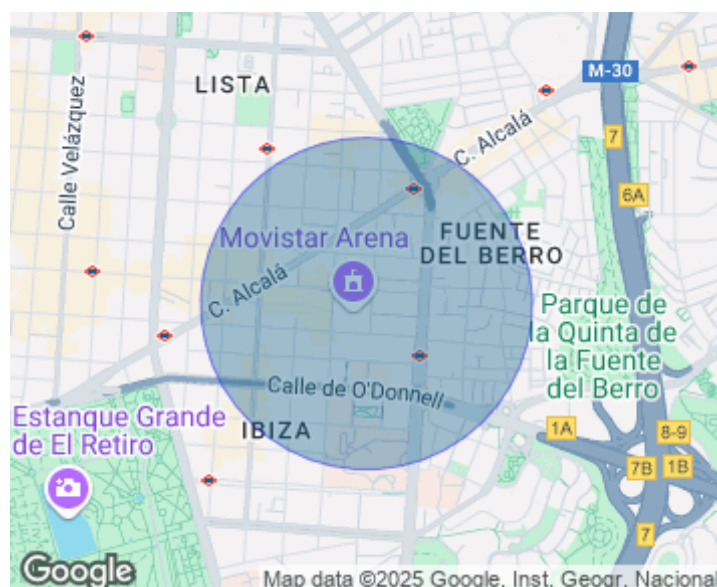 LISTA
M-30
Calle Velázquez
C. Alcalá
7
6A
Movistar Arena
FUENTE
DEL BERRO
C. Alcalá
Parque de
la Quinta de
la Fuente
del Berro
Calle de O'Donnell
Estanque Grande
de El Retiro
IBIZA
1A
8-9
7B
1B
7
Google
Map data ©2025 Google, Inst. Geogr. Nacional